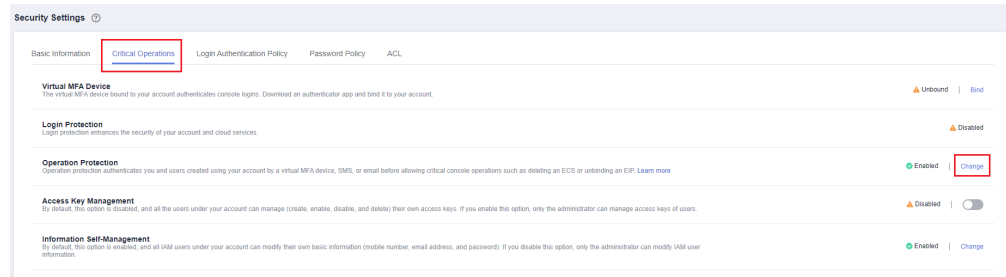 Security Settings ?
Basic Information Critical Operations Login Authentication Policy Password Policy ACL
Virtual MFA Device
The virtual MFA device bound to your account authenticates console logins. Download an authenticator app and bind it to your account.
Unbound | Bind
Login Protection
Login protection enhances the security of your account and cloud services.
Disabled
Operation Protection
Operation protection authenticates you and users created using your account by a virtual MFA device, SMS, or email before allowing critical console operations such as deleting an ECS or unbinding an EIP. Learn more
Enabled | Change
Access Key Management
By default, this option is disabled, and all the users under your account can manage (create, enable, disable, and delete) their own access keys. If you enable this option, only the administrator can manage access keys of users.
Disabled |
Information Self-Management
By default, this option is enabled, and all IAM users under your account can modify their own basic information (mobile number, email address, and password). If you disable this option, only the administrator can modify IAM user
information.
Enabled | Change